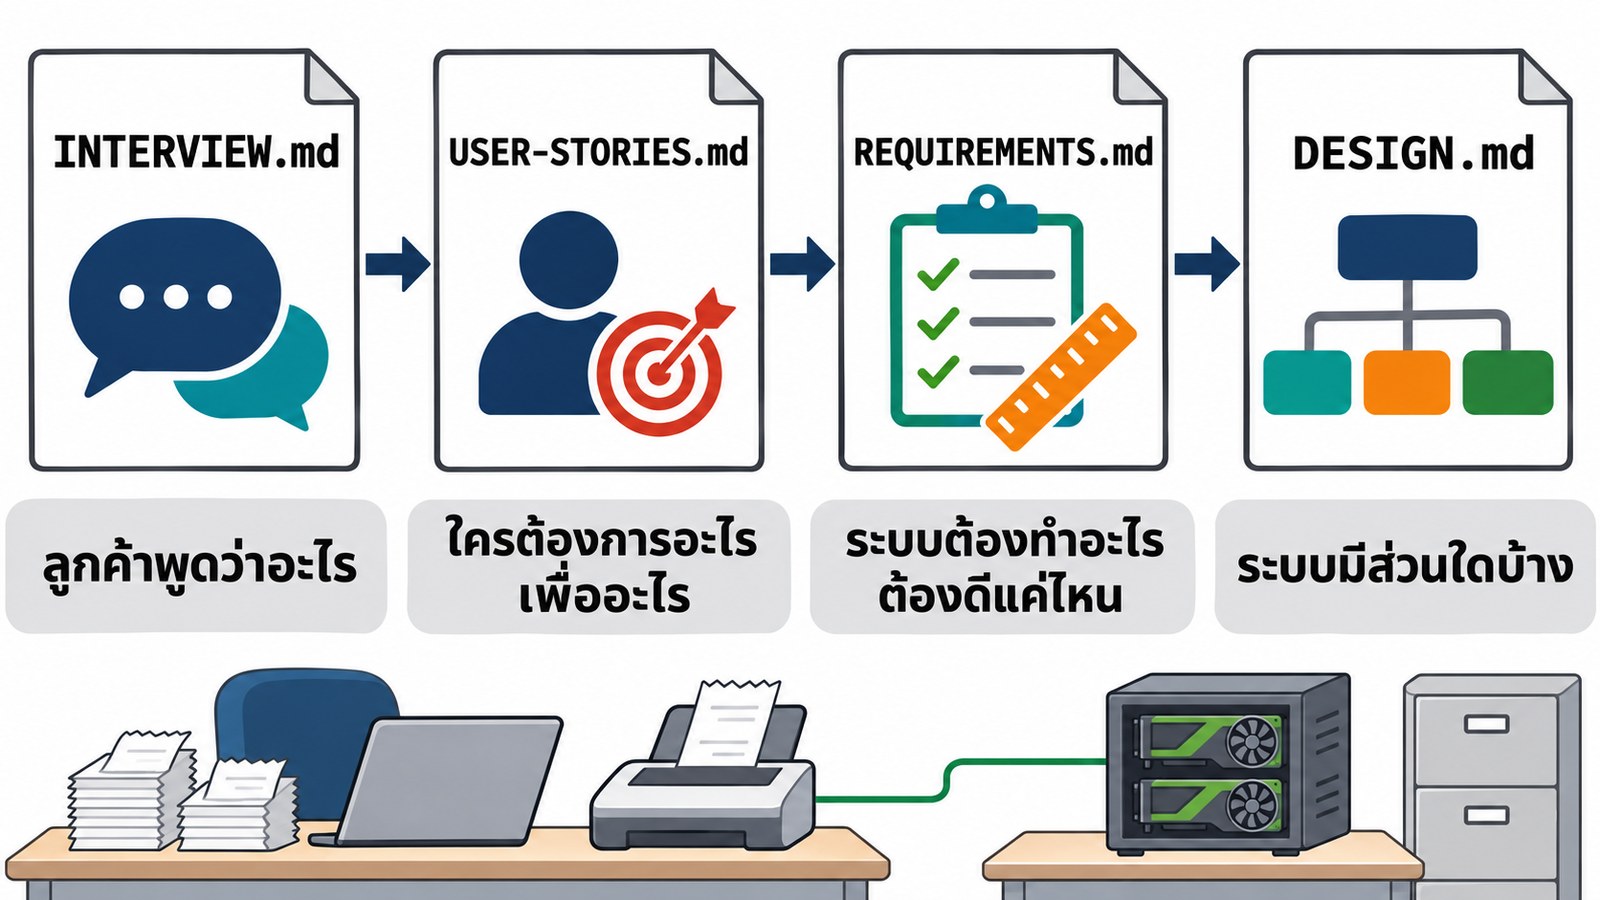 INTERVIEW.md
USER-STORIES.md
REQUIREMENTS.md
DESIGN.md
ลูกค้าพูดว่าอะไร
ใครต้องการอะไร
เพื่ออะไร
ระบบต้องทำอะไร
ต้องดีแค่ไหน
ระบบมีส่วนใดบ้าง